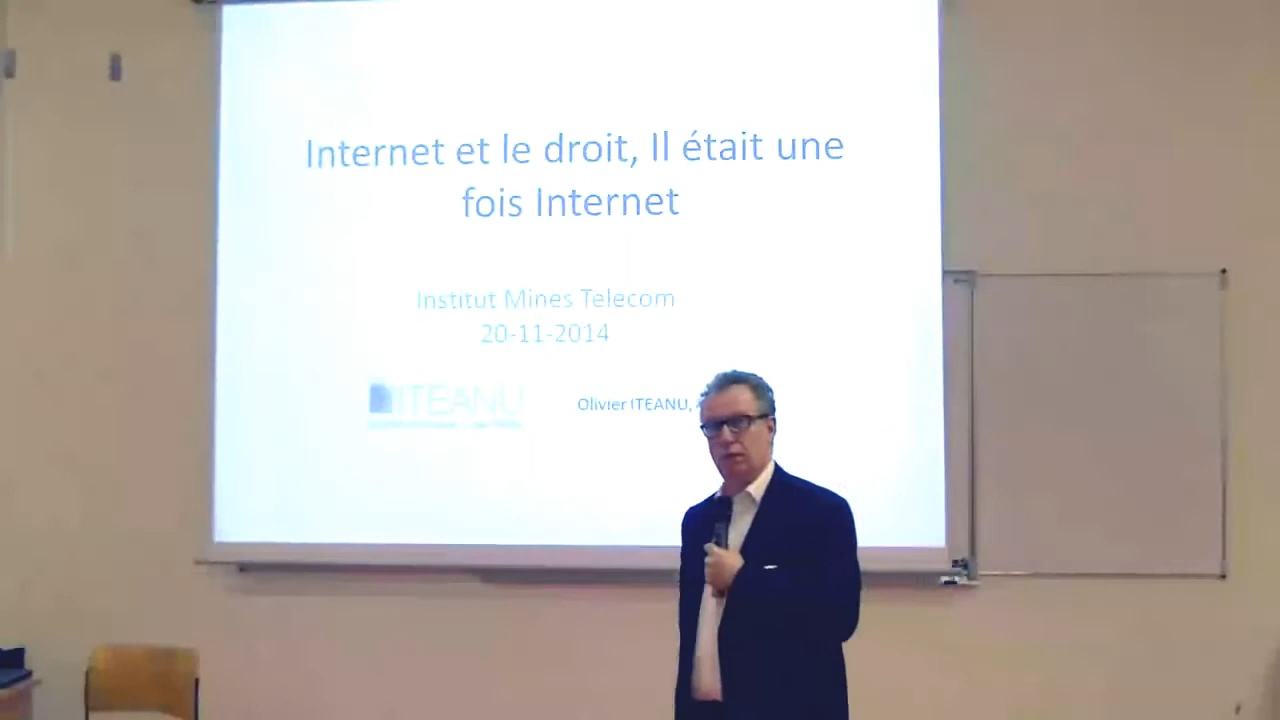 Internet et le droit, Il était une
fois Internet
Institut Mines Telecom
20-11-2014
ITEANU
Olivier ITEANU,